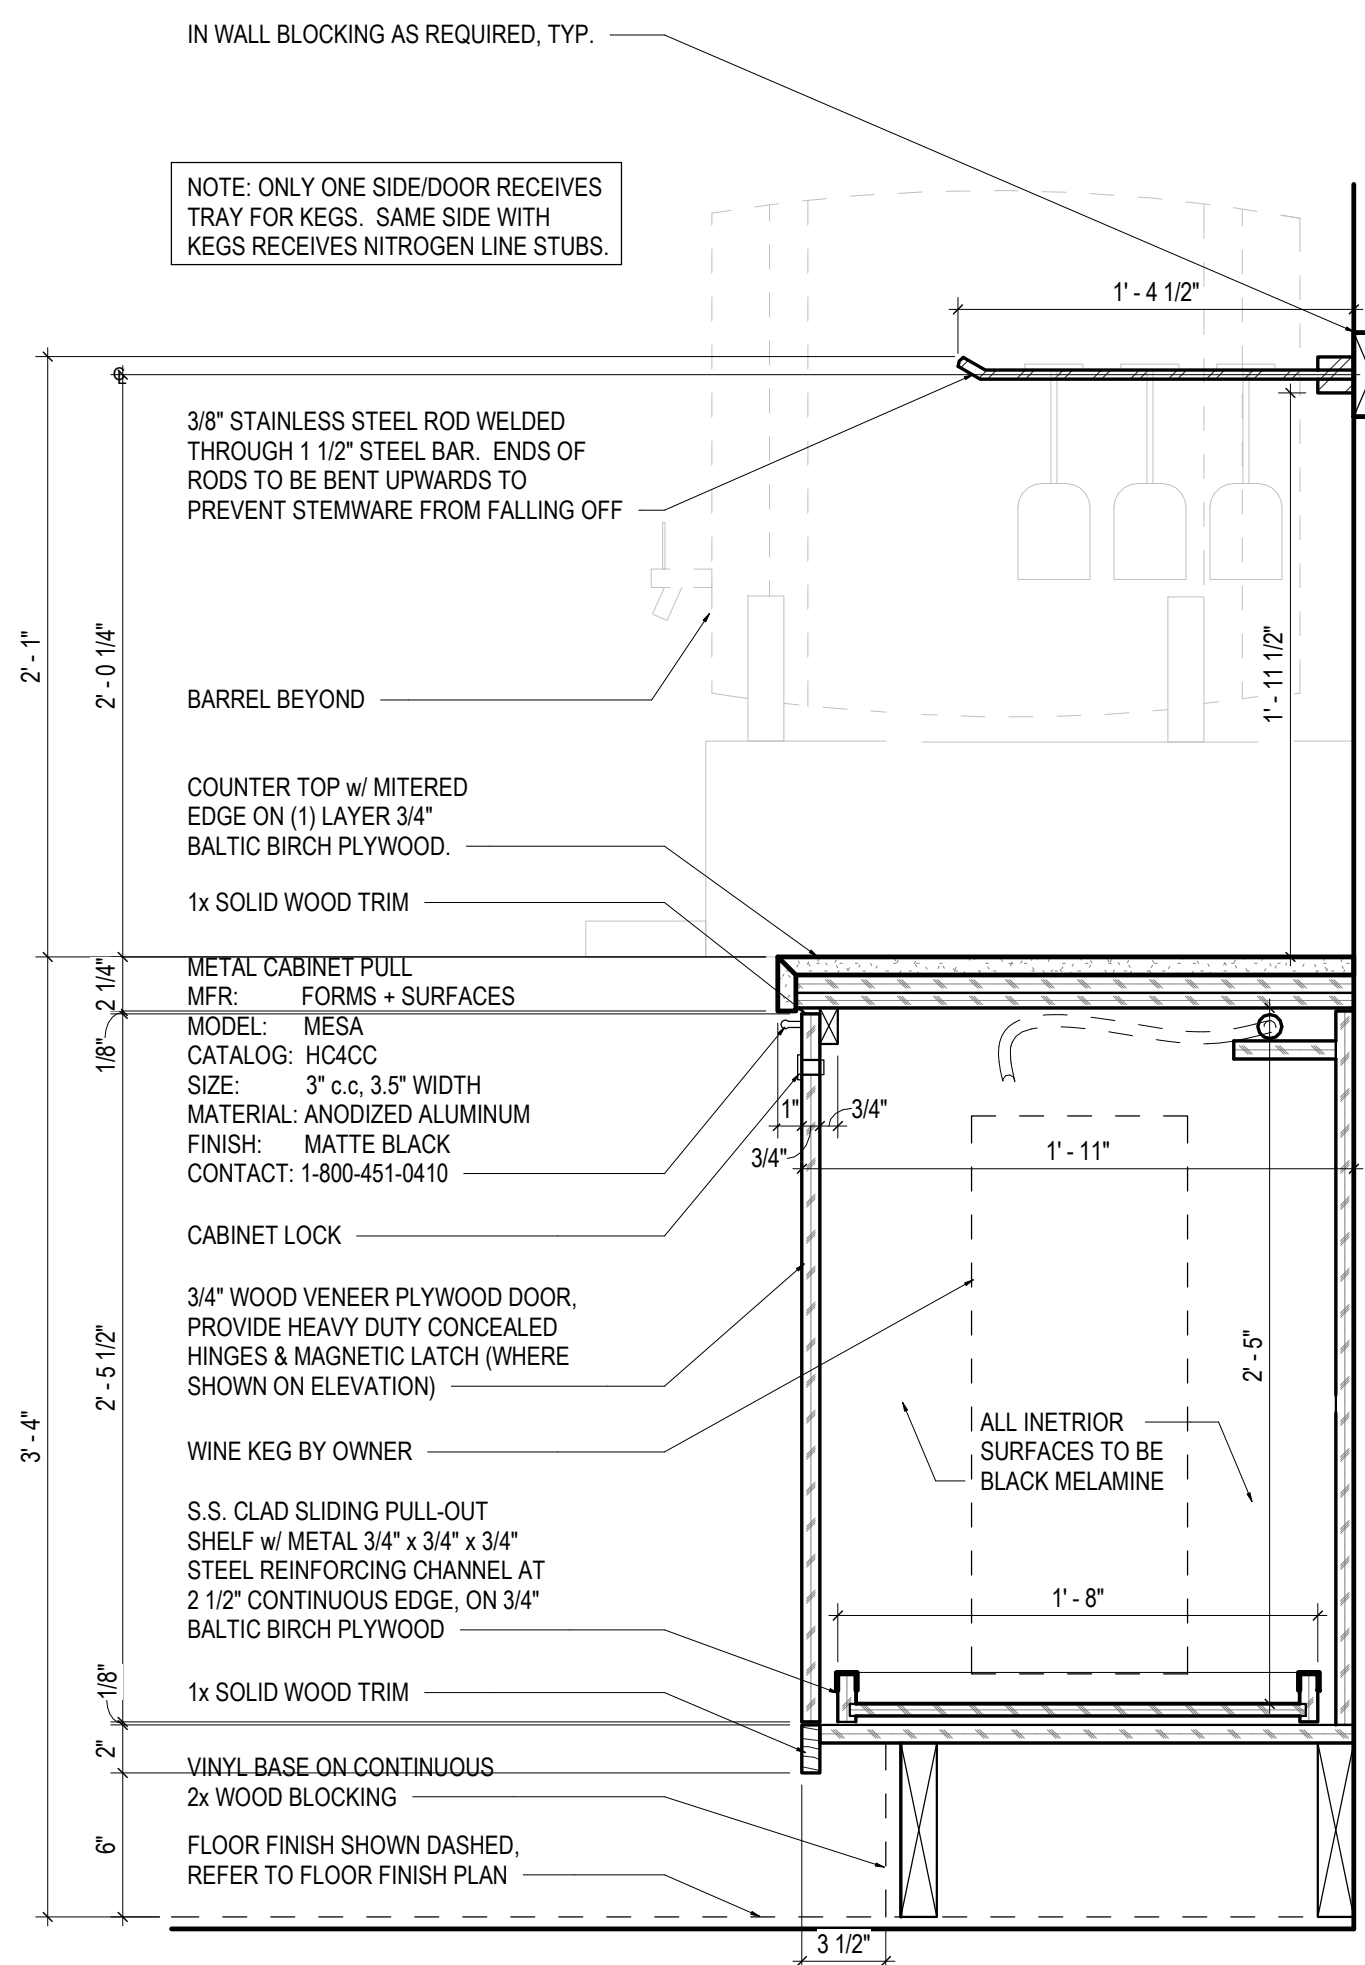 IN WALL BLOCKING AS REQUIRED, TYP.
NOTE: ONLY ONE SIDE/DOOR RECEIVES
TRAY FOR KEGS. SAME SIDE WITH
KEGS RECEIVES NITROGEN LINE STUBS.
1' - 4 1/2"
3/8" STAINLESS STEEL ROD WELDED
THROUGH 1 1/2" STEEL BAR. ENDS OF
RODS TO BE BENT UPWARDS TO
PREVENT STEMWARE FROM FALLING OFF
2' - 1"
2' - 0 1/4"
1' - 11 1/2"
BARREL BEYOND
COUNTER TOP w/ MITERED
EDGE ON (1) LAYER 3/4"
BALTIC BIRCH PLYWOOD.
1x SOLID WOOD TRIM
2 1/4"
1/8"
METAL CABINET PULL
MFR: FORMS + SURFACES
MODEL: MESA
CATALOG: HC4CC
SIZE: 3" c.c, 3.5" WIDTH
MATERIAL: ANODIZED ALUMINUM
FINISH: MATTE BLACK
CONTACT: 1-800-451-0410
1"
3/4"
3/4"
1' - 11"
CABINET LOCK
3/4" WOOD VENEER PLYWOOD DOOR,
PROVIDE HEAVY DUTY CONCEALED
HINGES & MAGNETIC LATCH (WHERE
SHOWN ON ELEVATION)
2' - 5 1/2"
2' - 5"
3' - 4"
WINE KEG BY OWNER
ALL INETRIOR
SURFACES TO BE
BLACK MELAMINE
S.S. CLAD SLIDING PULL-OUT
SHELF w/ METAL 3/4" x 3/4" x 3/4"
STEEL REINFORCING CHANNEL AT
2 1/2" CONTINUOUS EDGE, ON 3/4"
BALTIC BIRCH PLYWOOD
1' - 8"
1/8"
1x SOLID WOOD TRIM
2"
VINYL BASE ON CONTINUOUS
2x WOOD BLOCKING
6"
FLOOR FINISH SHOWN DASHED,
REFER TO FLOOR FINISH PLAN
3 1/2"